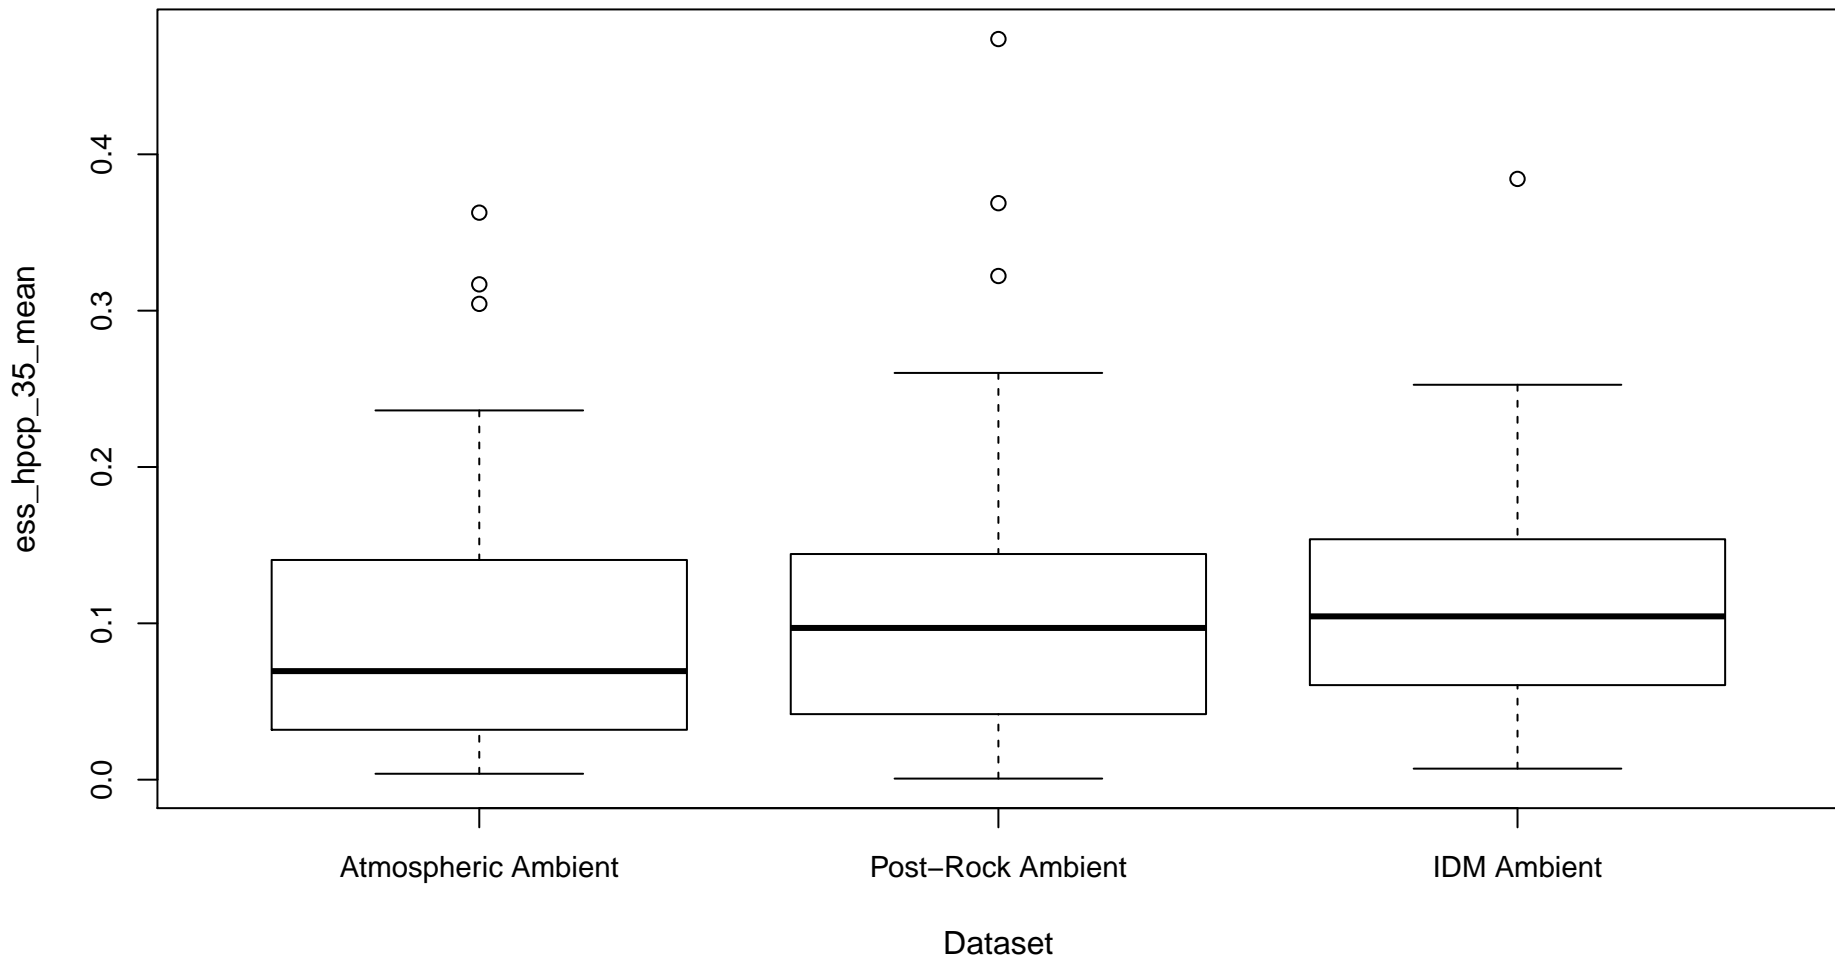 ess_hpcp_35_mean
0.4
0.3
0.2
0.1
0.0
Atmospheric Ambient
Post−Rock Ambient
IDM Ambient
Dataset